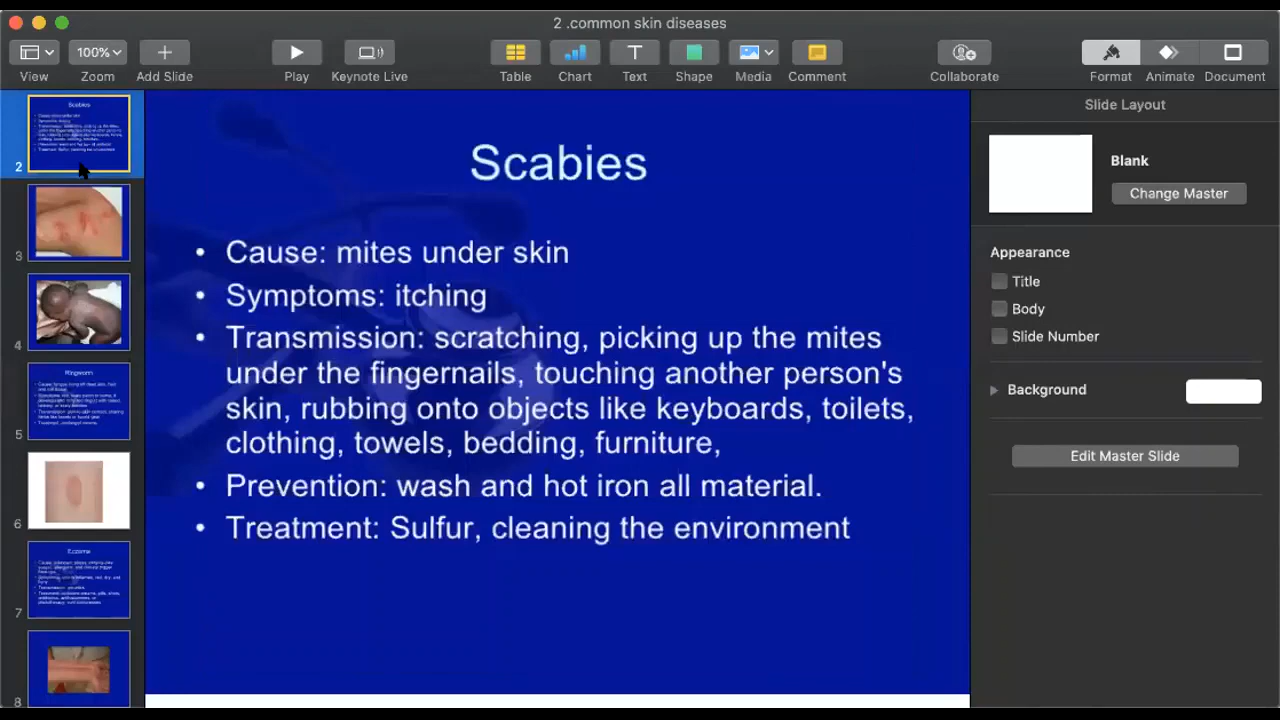 2 .common skin diseases
100%
View
Zoom
Add Slide
Play
Keynote Live
Table
Chart
Text
Shape
Media
Comment
Collaborate
Format
Animate
Document
Scabies
2
3
4
Ringworm
5
6
Eczema
7
8
Scabies
• Cause: mites under skin
• Symptoms: itching
• Transmission: scratching, picking up the mites
under the fingernails, touching another person's
skin, rubbing onto objects like keyboards, toilets,
clothing, towels, bedding, furniture,
• Prevention: wash and hot iron all material.
• Treatment: Sulfur, cleaning the environment
Slide Layout
Blank
Change Master
Appearance
Title
Body
Slide Number
Background
Edit Master Slide